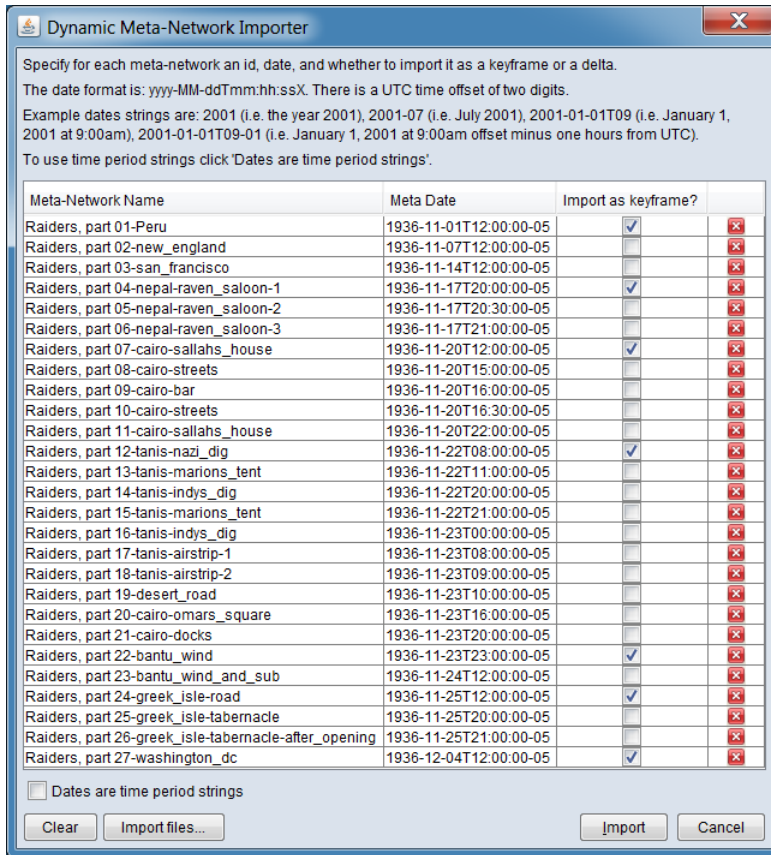 Dynamic Meta-Network Importer
Specify for each meta-network an id, date, and whether to import it as a keyframe or a delta.
The date format is: yyyy-MM-ddTmm:hh:ssX. There is a UTC time offset of two digits.
Example dates strings are: 2001 (i.e. the year 2001), 2001-07 (i.e. July 2001), 2001-01-01T09 (i.e. January 1,
2001 at 9:00am), 2001-01-01T09-01 (i.e. January 1, 2001 at 9:00am offset minus one hours from UTC).
To use time period strings click 'Dates are time period strings'.
Meta-Network Name Meta Date Import as keyframe?
Raiders, part 01-Peru 1936-11-01T12:00:00-05
Raiders, part 02-new_england 1936-11-07T12:00:00-05
Raiders, part 03-san_francisco 1936-11-14T12:00:00-05
Raiders, part 04-nepal-raven_saloon-1 1936-11-17T20:00:00-05
Raiders, part 05-nepal-raven_saloon-2 1936-11-17T20:30:00-05
Raiders, part 06-nepal-raven_saloon-3 1936-11-17T21:00:00-05
Raiders, part 07-cairo-sallahs_house 1936-11-20T12:00:00-05
Raiders, part 08-cairo-streets 1936-11-20T15:00:00-05
Raiders, part 09-cairo-bar 1936-11-20T16:00:00-05
Raiders, part 10-cairo-streets 1936-11-20T16:30:00-05
Raiders, part 11-cairo-sallahs_house 1936-11-20T22:00:00-05
Raiders, part 12-tanis-nazi_dig 1936-11-22T08:00:00-05
Raiders, part 13-tanis-marions_tent 1936-11-22T11:00:00-05
Raiders, part 14-tanis-indys_dig 1936-11-22T20:00:00-05
Raiders, part 15-tanis-marions_tent 1936-11-22T21:00:00-05
Raiders, part 16-tanis-indys_dig 1936-11-23T00:00:00-05
Raiders, part 17-tanis-airstrip-1 1936-11-23T08:00:00-05
Raiders, part 18-tanis-airstrip-2 1936-11-23T09:00:00-05
Raiders, part 19-desert_road 1936-11-23T10:00:00-05
Raiders, part 20-cairo-omars_square 1936-11-23T16:00:00-05
Raiders, part 21-cairo-docks 1936-11-23T20:00:00-05
Raiders, part 22-bantu_wind 1936-11-23T23:00:00-05
Raiders, part 23-bantu_wind_and_sub 1936-11-24T12:00:00-05
Raiders, part 24-greek_isle-road 1936-11-25T12:00:00-05
Raiders, part 25-greek_isle-tabernacle 1936-11-25T20:00:00-05
Raiders, part 26-greek_isle-tabernacle-after_opening 1936-11-25T21:00:00-05
Raiders, part 27-washington_dc 1936-12-04T12:00:00-05
Dates are time period strings
Clear Import files... Import Cancel